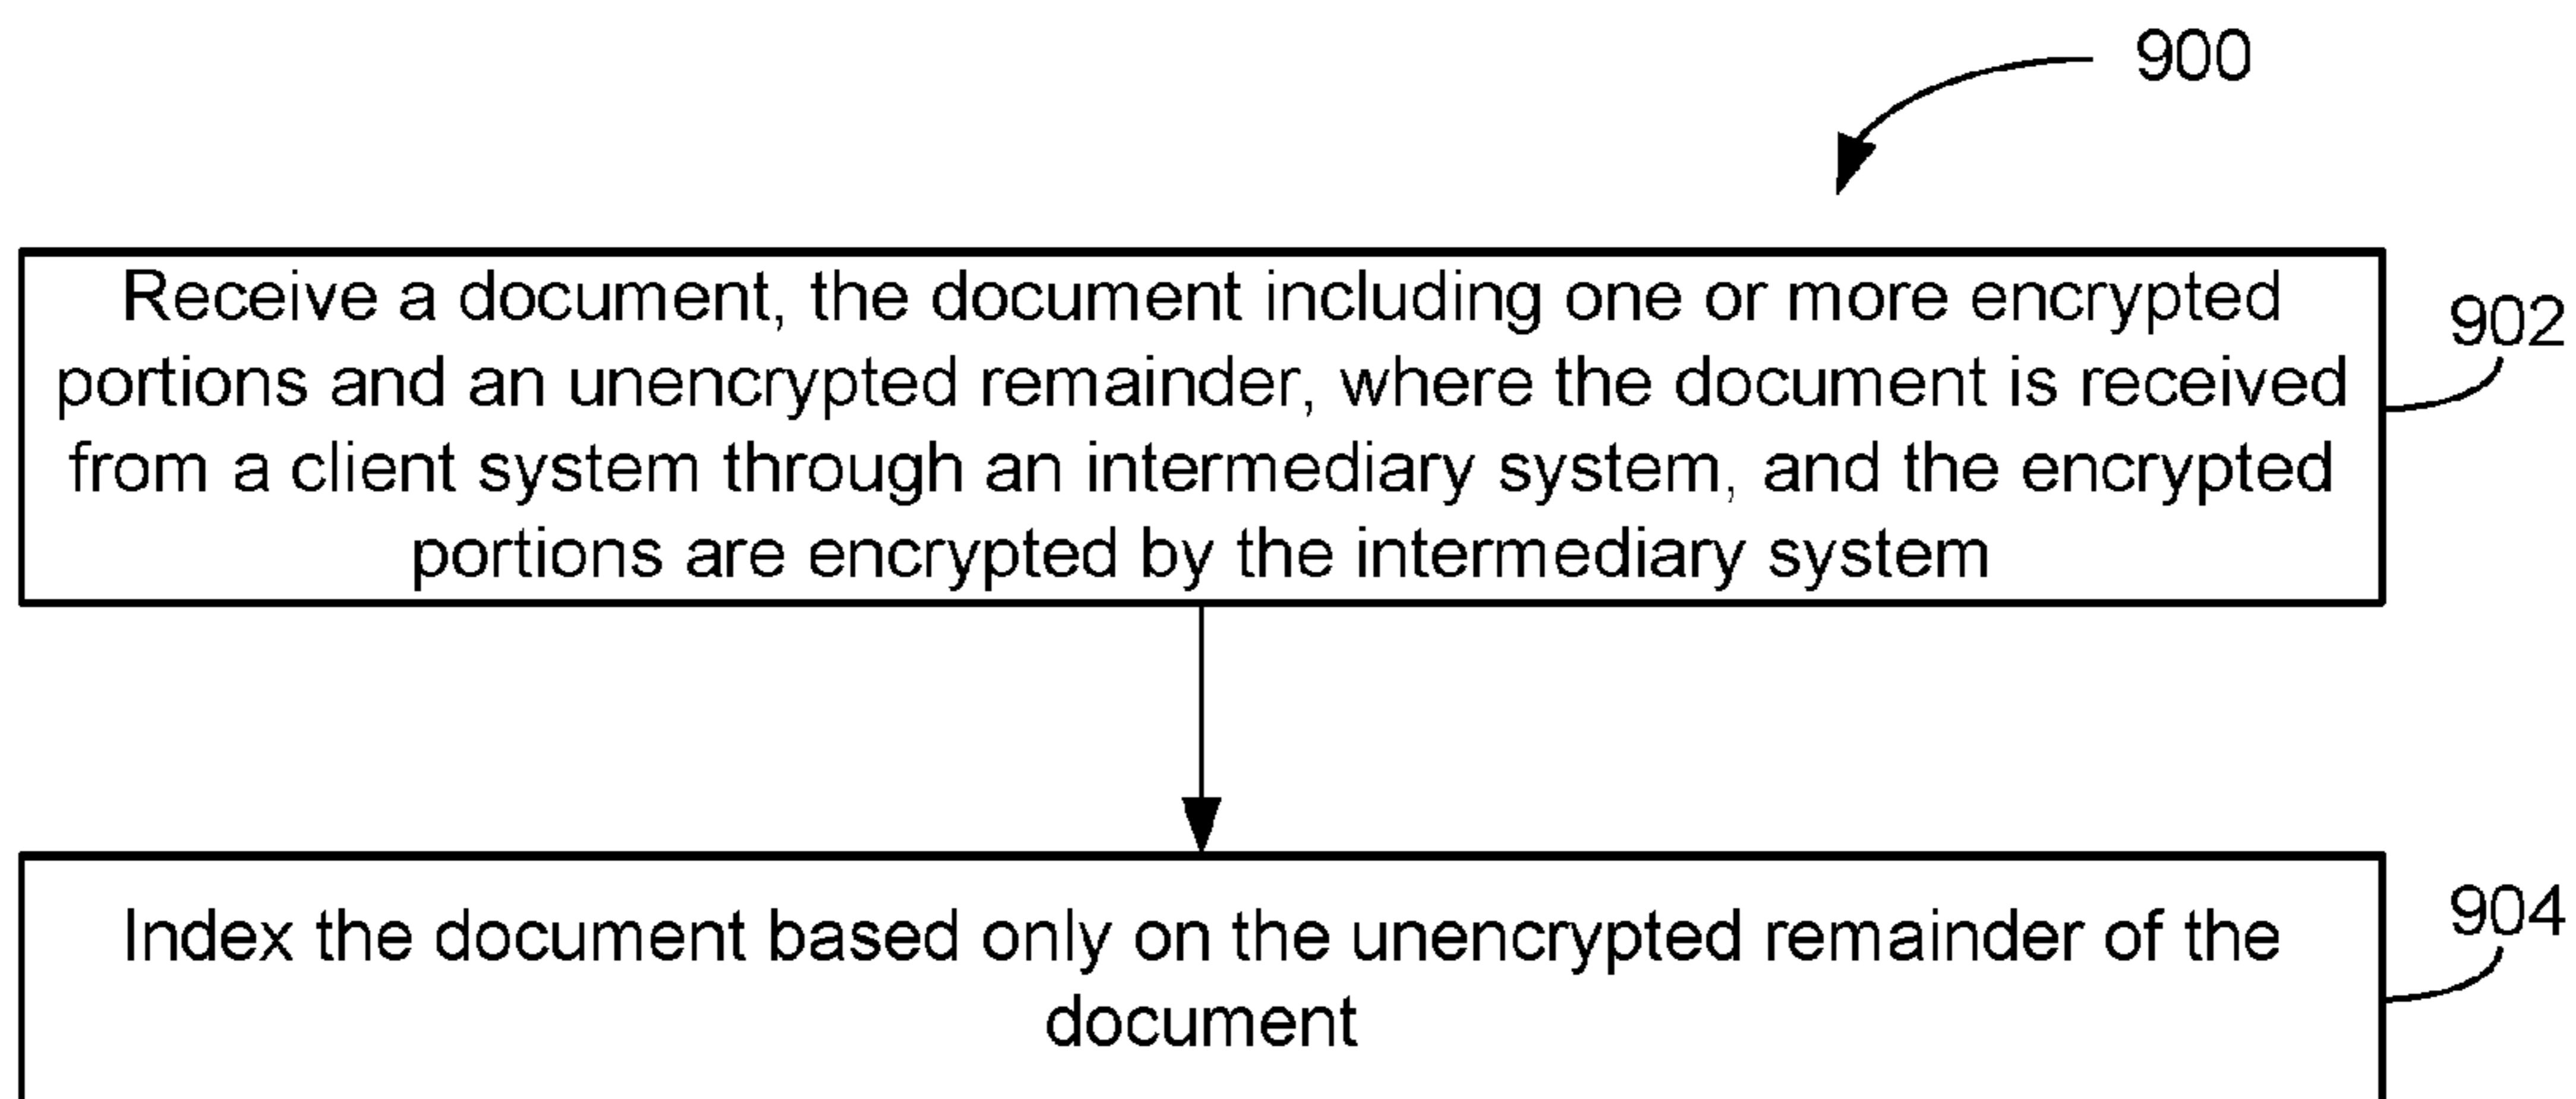 900
Receive a document, the document including one or more encrypted
portions and an unencrypted remainder, where the document is received
from a client system through an intermediary system, and the encrypted
portions are encrypted by the intermediary system
902
Index the document based only on the unencrypted remainder of the
document
904